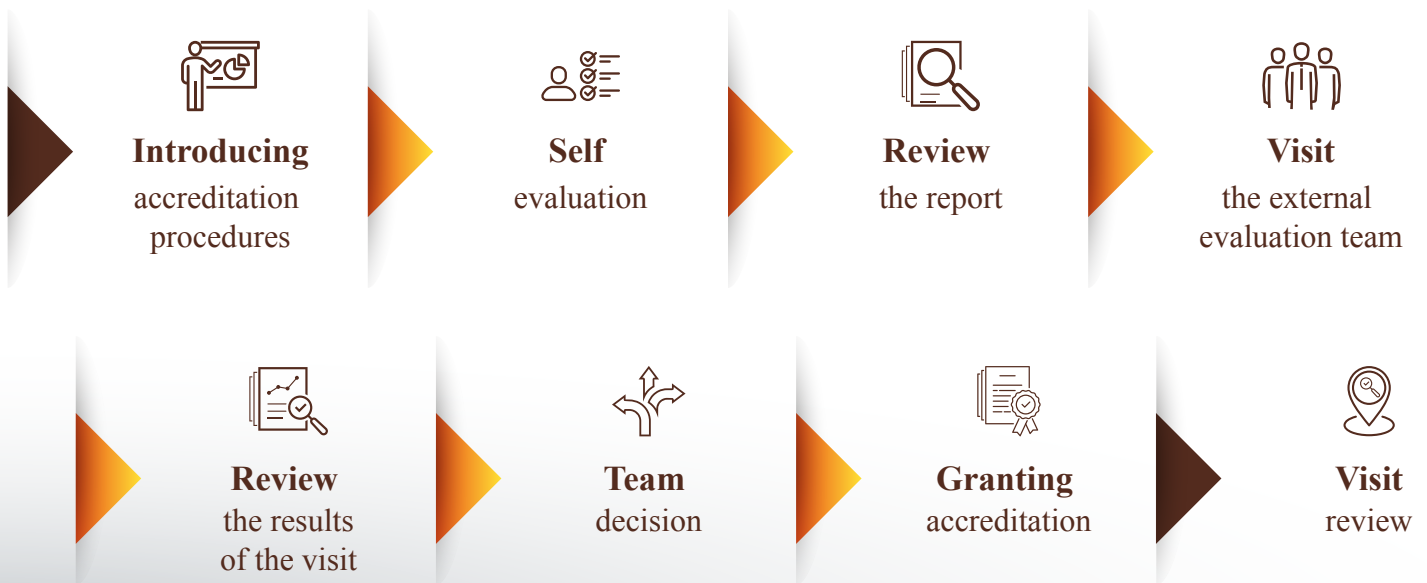 Introducing
accreditation
procedures
Self
evaluation
Review
the report
Visit
the external
evaluation team
Review
the results
of the visit
Team
decision
Granting
accreditation
Visit
review